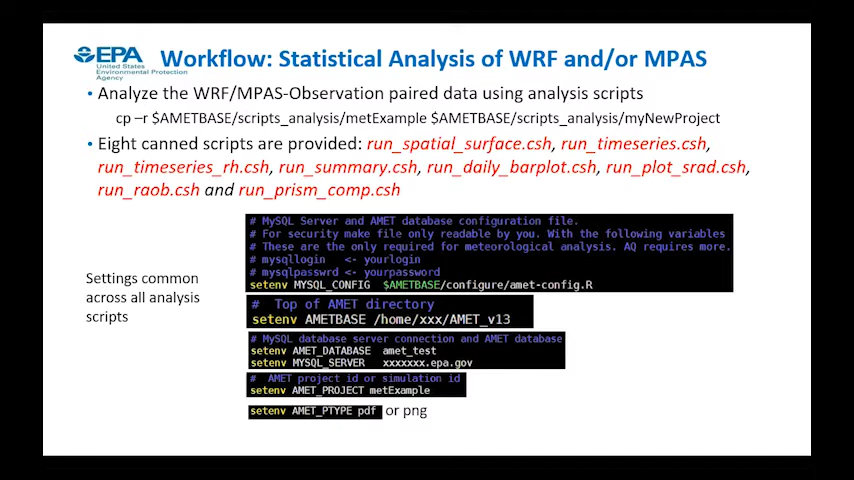 EPA
United States
Environmental Protection
Agency
Workflow: Statistical Analysis of WRF and/or MPAS
• Analyze the WRF/MPAS-Observation paired data using analysis scripts
cp –r $AMETBASE/scripts_analysis/metExample $AMETBASE/scripts_analysis/myNewProject
• Eight canned scripts are provided: run_spatial_surface.csh, run_timeseries.csh,
run_timeseries_rh.csh, run_summary.csh, run_daily_barplot.csh, run_plot_srad.csh,
run_raob.csh and run_prism_comp.csh
Settings common
across all analysis
scripts
# MySQL Server and AMET database configuration file.
# For security make file only readable by you. With the following variables
# These are the only required for meteorological analysis. AQ requires more.
# mysqllogin <- yourlogin
# mysqlpasswrd <- yourpassword
setenv MYSQL_CONFIG $AMETBASE/configure/amet-config.R
# Top of AMET directory
setenv AMETBASE /home/xxx/AMET_v13
# MySQL database server connection and AMET database
setenv AMET_DATABASE amet_test
setenv MYSQL_SERVER xxxxxxx.epa.gov
# AMET project id or simulation id
setenv AMET_PROJECT metExample
setenv AMET_PTYPE pdf or png